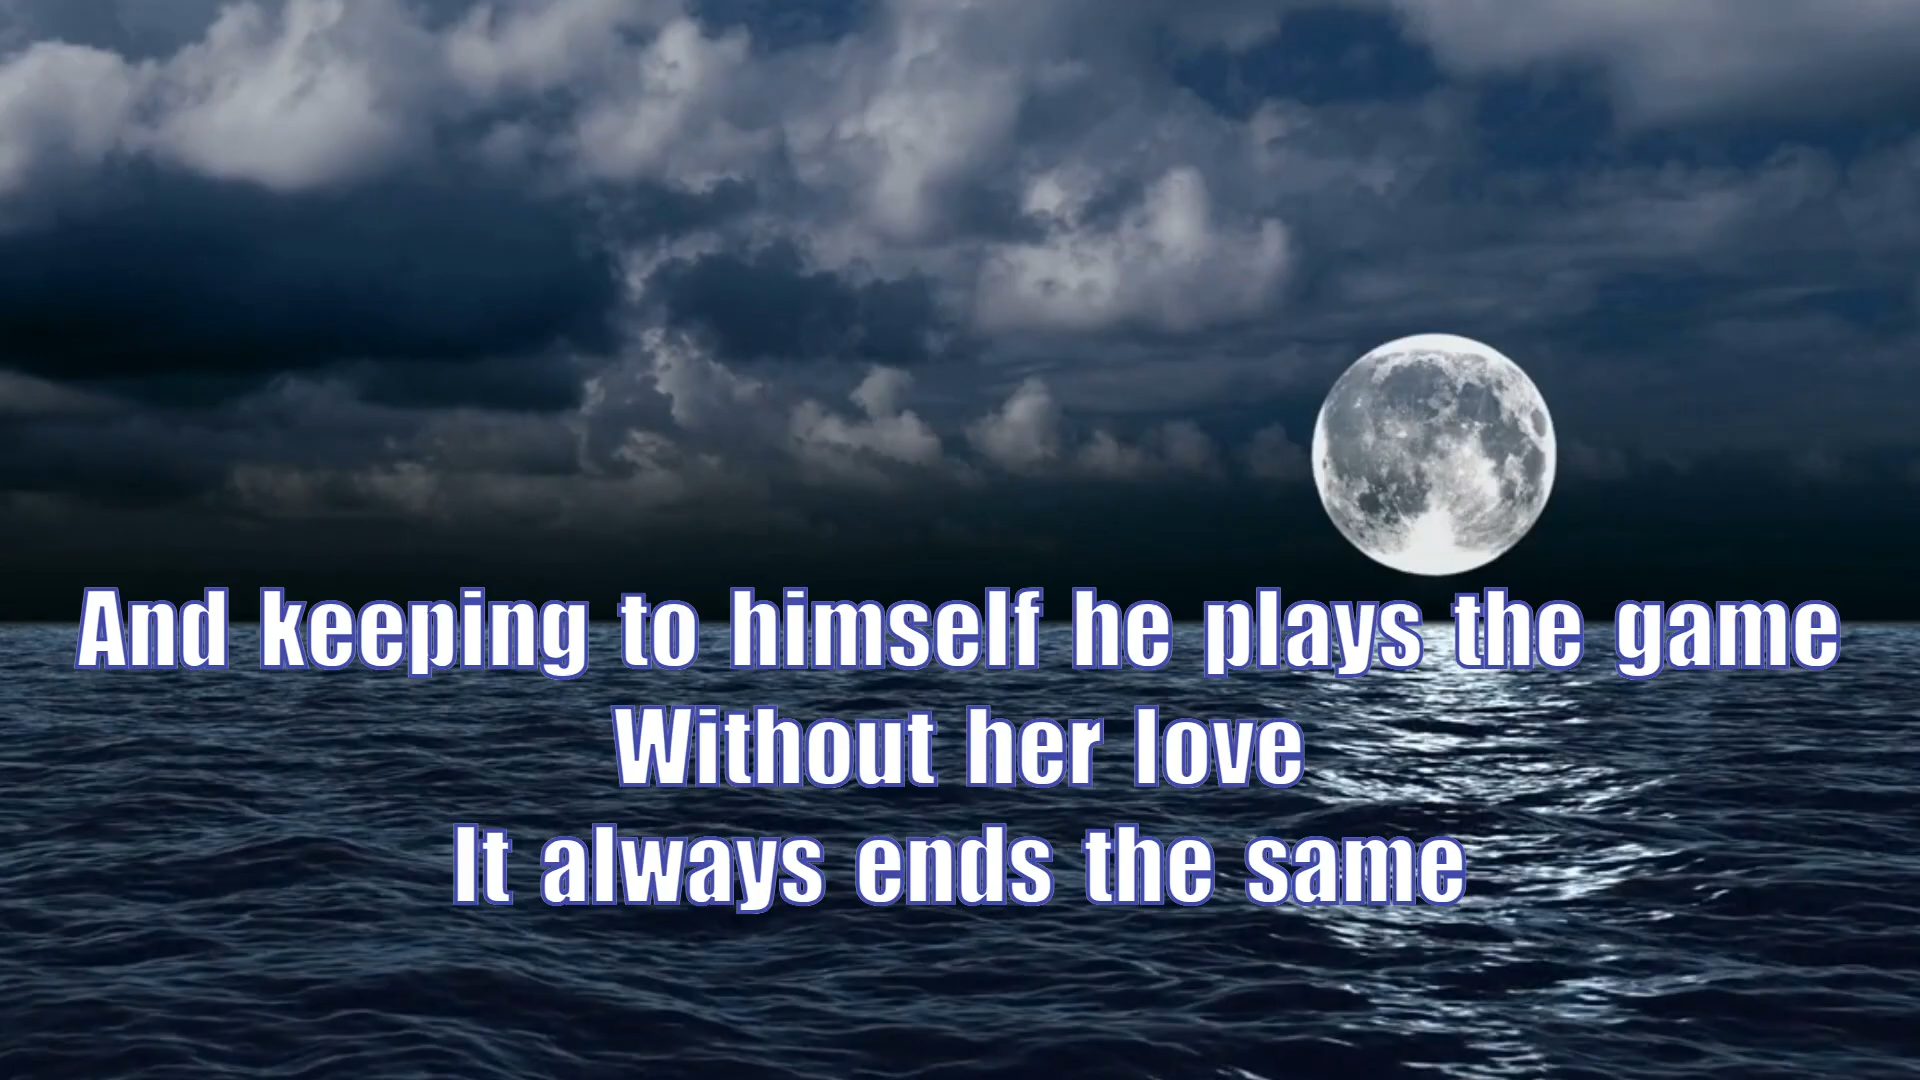 And keeping to himself he plays the game
Without her love
It always ends the same